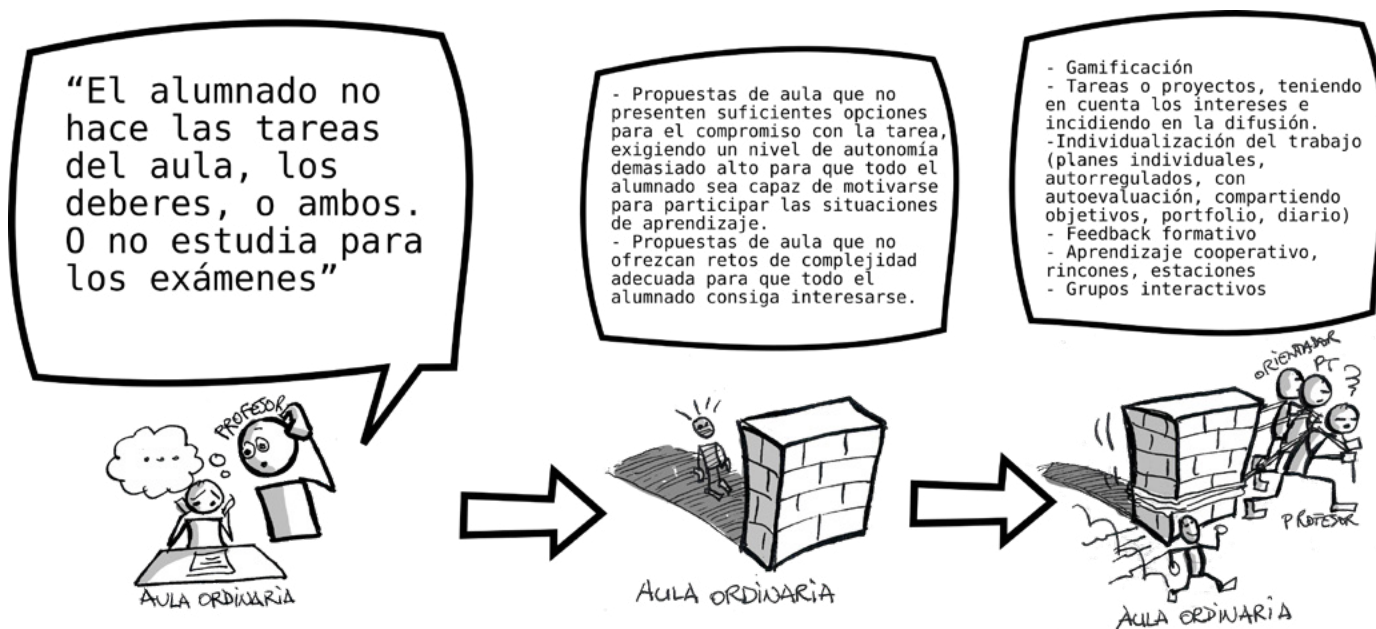 “El alumnado no
hace las tareas
del aula, los
deberes, o ambos.
O no estudia para
los exámenes”
PROFESOR
...
AULA ORDINARIA
- Propuestas de aula que no
presenten suficientes opciones
para el compromiso con la tarea,
exigiendo un nivel de autonomía
demasiado alto para que todo el
alumnado sea capaz de motivarse
para participar las situaciones
de aprendizaje.
- Propuestas de aula que no
ofrezcan retos de complejidad
adecuada para que todo el
alumnado consiga interesarse.
AULA ORDINARIA
- Gamificación
- Tareas o proyectos, teniendo
en cuenta los intereses e
incidiendo en la difusión.
-Individualización del trabajo
(planes individuales,
autorregulados, con
autoevaluación, compartiendo
objetivos, portfolio, diario)
- Feedback formativo
- Aprendizaje cooperativo,
rincones, estaciones
- Grupos interactivos
ORIENTADOR
PT
PROFESOR
AULA ORDINARIA